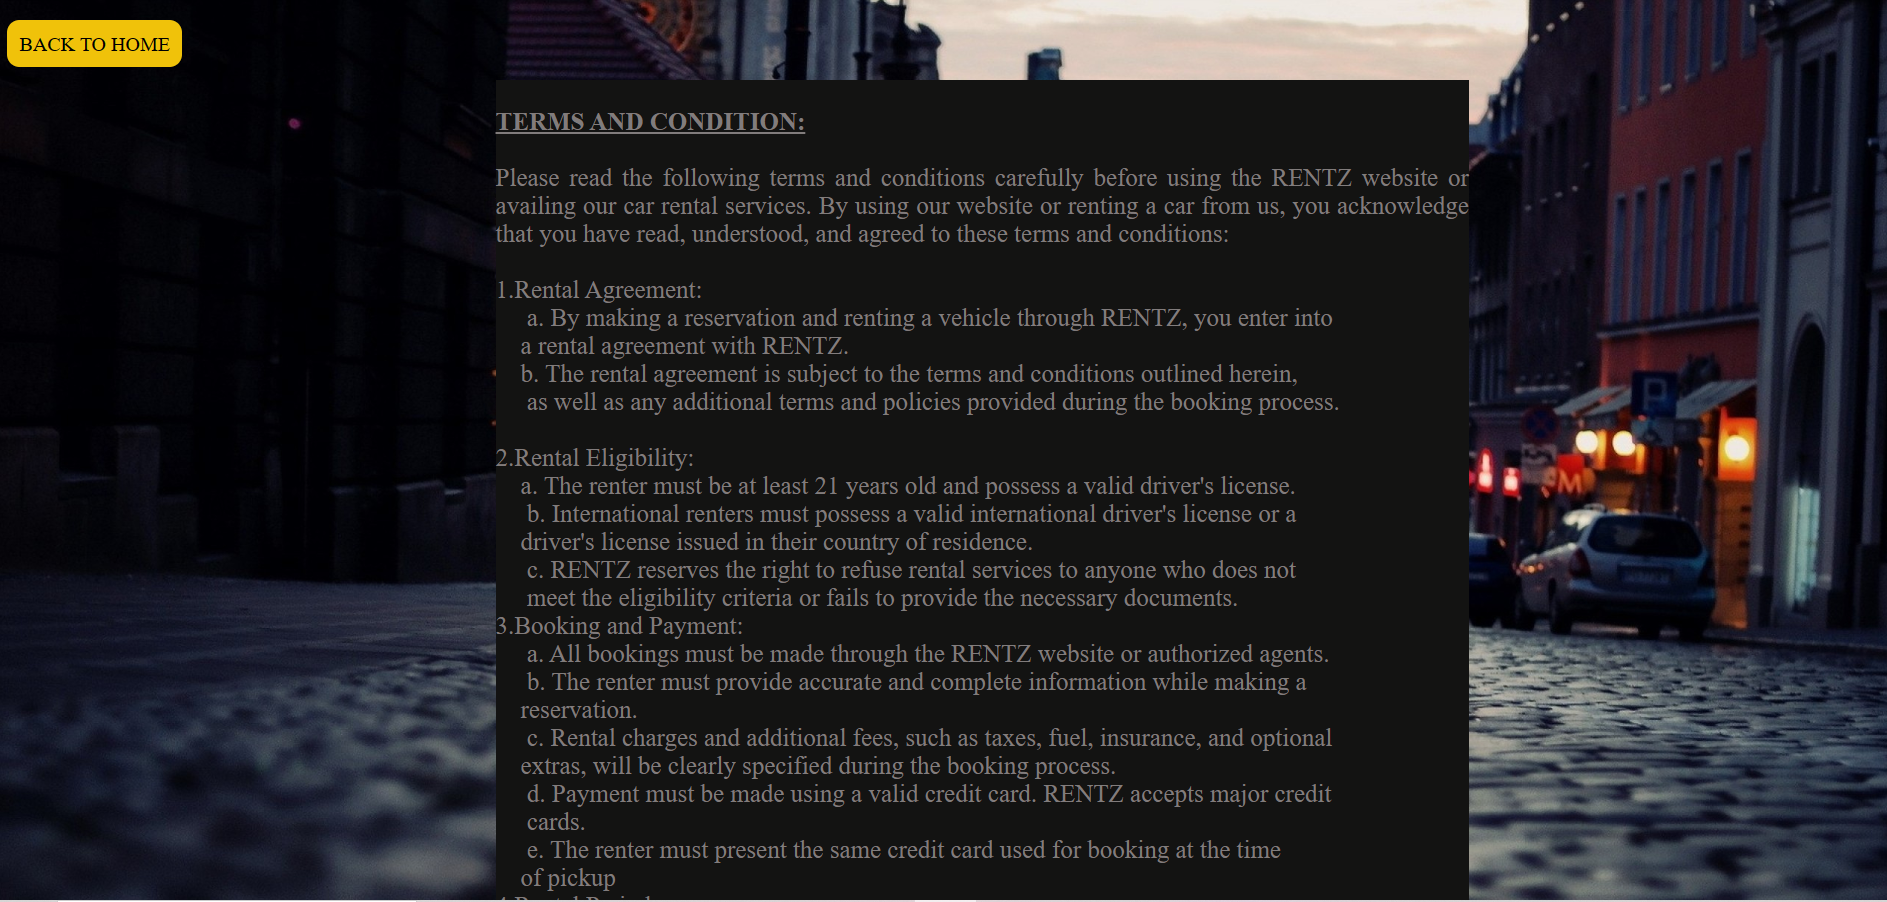 BACK TO HOME
TERMS AND CONDITION:
Please read the following terms and conditions carefully before using the RENTZ website or
availing our car rental services. By using our website or renting a car from us, you acknowledge
that you have read, understood, and agreed to these terms and conditions:
1.Rental Agreement:
a. By making a reservation and renting a vehicle through RENTZ, you enter into
a rental agreement with RENTZ.
b. The rental agreement is subject to the terms and conditions outlined herein,
as well as any additional terms and policies provided during the booking process.
2.Rental Eligibility:
a. The renter must be at least 21 years old and possess a valid driver's license.
b. International renters must possess a valid international driver's license or a
driver's license issued in their country of residence.
c. RENTZ reserves the right to refuse rental services to anyone who does not
meet the eligibility criteria or fails to provide the necessary documents.
3.Booking and Payment:
a. All bookings must be made through the RENTZ website or authorized agents.
b. The renter must provide accurate and complete information while making a
reservation.
c. Rental charges and additional fees, such as taxes, fuel, insurance, and optional
extras, will be clearly specified during the booking process.
d. Payment must be made using a valid credit card. RENTZ accepts major credit
cards.
e. The renter must present the same credit card used for booking at the time
of pickup